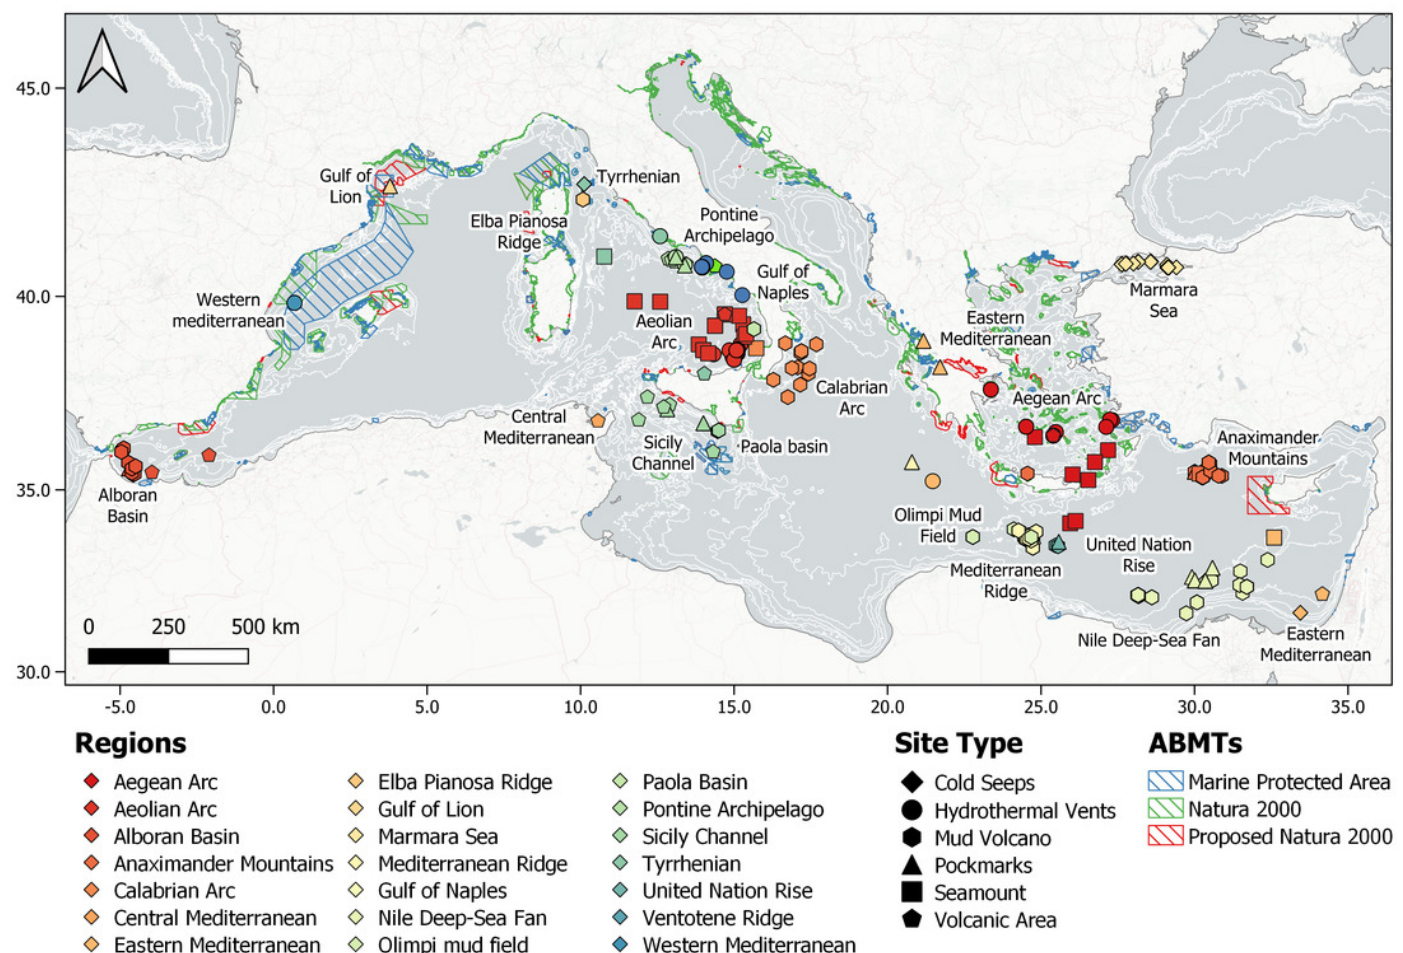 45.0
40.0
35.0
30.0
Gulf of
Lion
Tyrrhenian
Elba Pianosa
Ridge
Pontine
Archipelago
Gulf of
Naples
Western
mediterranean
Aeolian
Arc
Marmara
Sea
Eastern
Mediterranean
Aegean Arc
Calabrian
Arc
Central
Mediterranean
Sicily
Channel
Paola basin
Anaximander
Mountains
Alboran
Basin
Olimpi Mud
Field
United Nation
Rise
Mediterranean
Ridge
Nile Deep-Sea Fan
Eastern
Mediterranean
0 250 500 km
-5.0 0.0 5.0 10.0 15.0 20.0 25.0 30.0 35.0
Regions
Aegean Arc
Aeolian Arc
Alboran Basin
Anaximander Mountains
Calabrian Arc
Central Mediterranean
Eastern Mediterranean
Elba Pianosa Ridge
Gulf of Lion
Marmara Sea
Mediterranean Ridge
Gulf of Naples
Nile Deep-Sea Fan
Olimpi mud field
Paola Basin
Pontine Archipelago
Sicily Channel
Tyrrhenian
United Nation Rise
Ventotene Ridge
Western Mediterranean
Site Type
Cold Seeps
Hydrothermal Vents
Mud Volcano
Pockmarks
Seamount
Volcanic Area
ABMTs
Marine Protected Area
Natura 2000
Proposed Natura 2000